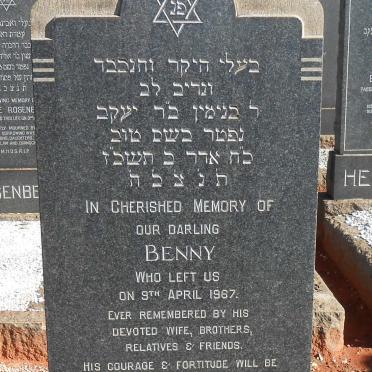 פ נ
בעלי היקר והנכבד
ונדיב לב
ר בנימין בר יעקב
נפטר בשם טוב
כח אדר ב תשכז
ת נ צ ב ה
IN CHERISHED MEMORY OF
OUR DARLING
BENNY
WHO LEFT US
ON 9TH APRIL 1967.
EVER REMEMBERED BY HIS
DEVOTED WIFE, BROTHERS,
RELATIVES & FRIENDS.
HIS COURAGE & FORTITUDE WILL BE